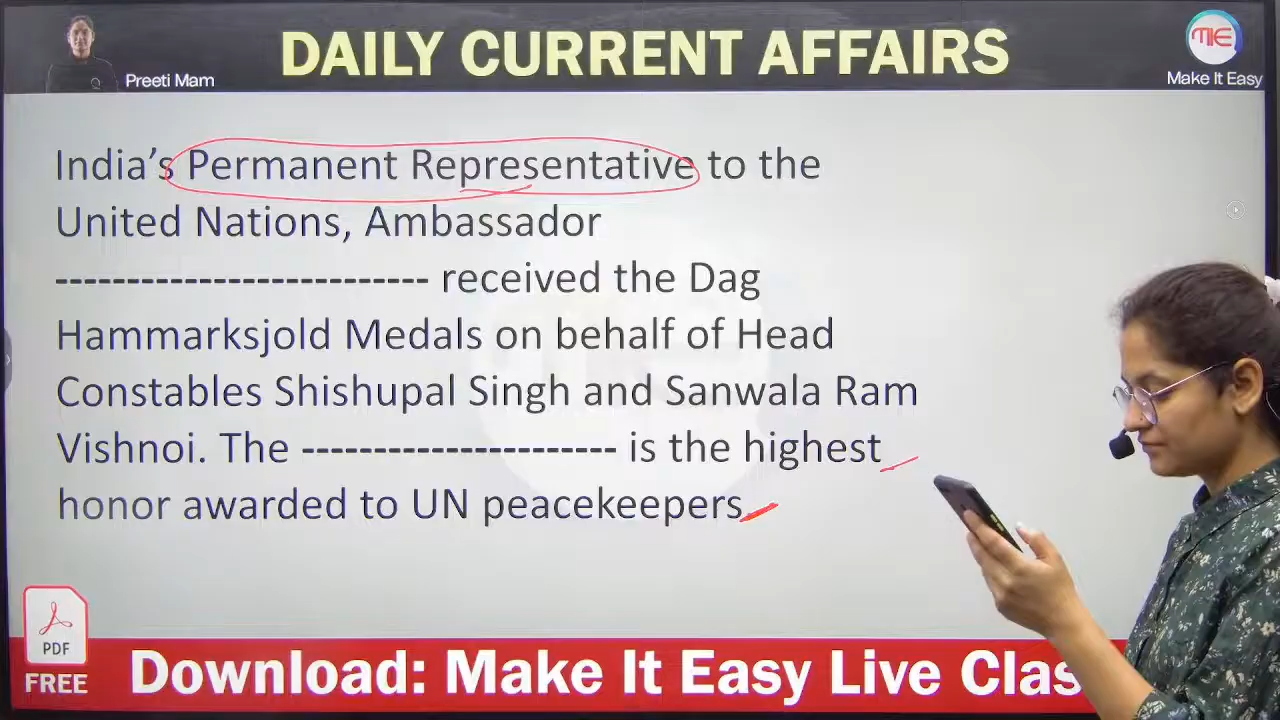 Preeti Mam
DAILY CURRENT AFFAIRS
MIE
Make It Easy
India's Permanent Representative to the
United Nations, Ambassador
-------------------------- received the Dag
Hammarksjold Medals on behalf of Head
Constables Shishupal Singh and Sanwala Ram
Vishnoi. The ---------------------- is the highest
honor awarded to UN peacekeepers.
PDF
FREE
Download: Make It Easy Live Clas